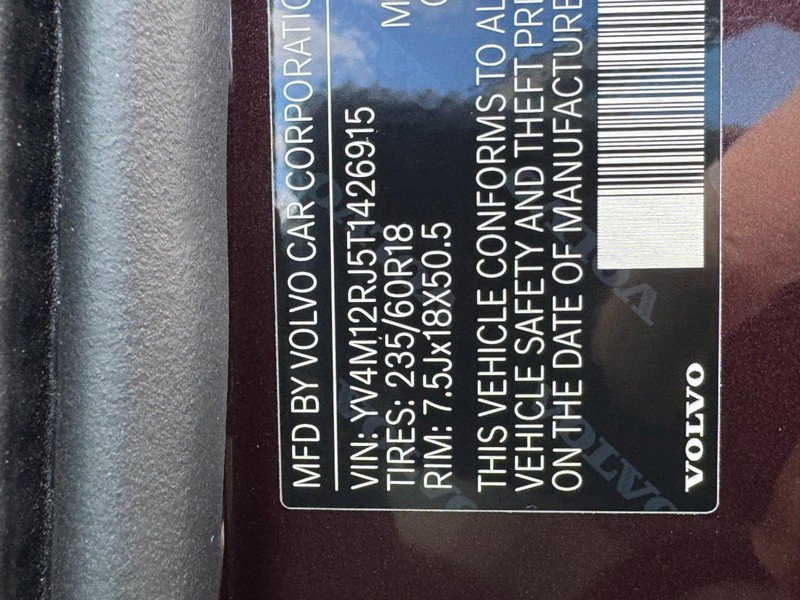 MFD BY VOLVO CAR CORPORATIO
VIN: YV4M12RJ5T1426915
TIRES: 235/60R18
RIM: 7.5Jx18X50.5
THIS VEHICLE CONFORMS TO AL
VEHICLE SAFETY AND THEFT PRE
ON THE DATE OF MANUFACTURE
VOLVO